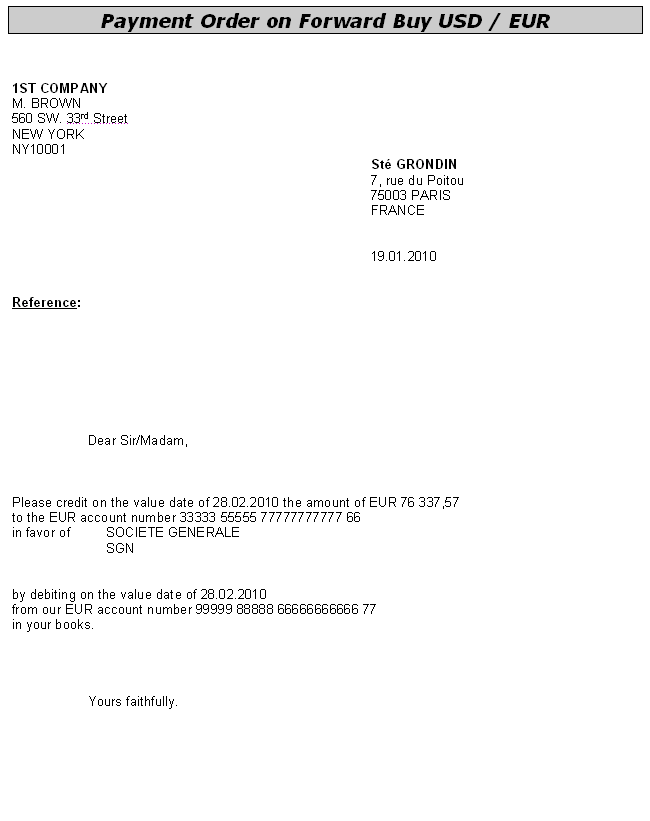 Payment Order on Forward Buy USD / EUR
1ST COMPANY
M. BROWN
560 SW. 33rd Street
NEW YORK
NY10001
Sté GRONDIN
7, rue du Poitou
75003 PARIS
FRANCE
19.01.2010
Reference:
Dear Sir/Madam,
Please credit on the value date of 28.02.2010 the amount of EUR 76 337,57
to the EUR account number 33333 55555 77777777777 66
in favor of SOCIETE GENERALE
SGN
by debiting on the value date of 28.02.2010
from our EUR account number 99999 88888 66666666666 77
in your books.
Yours faithfully.